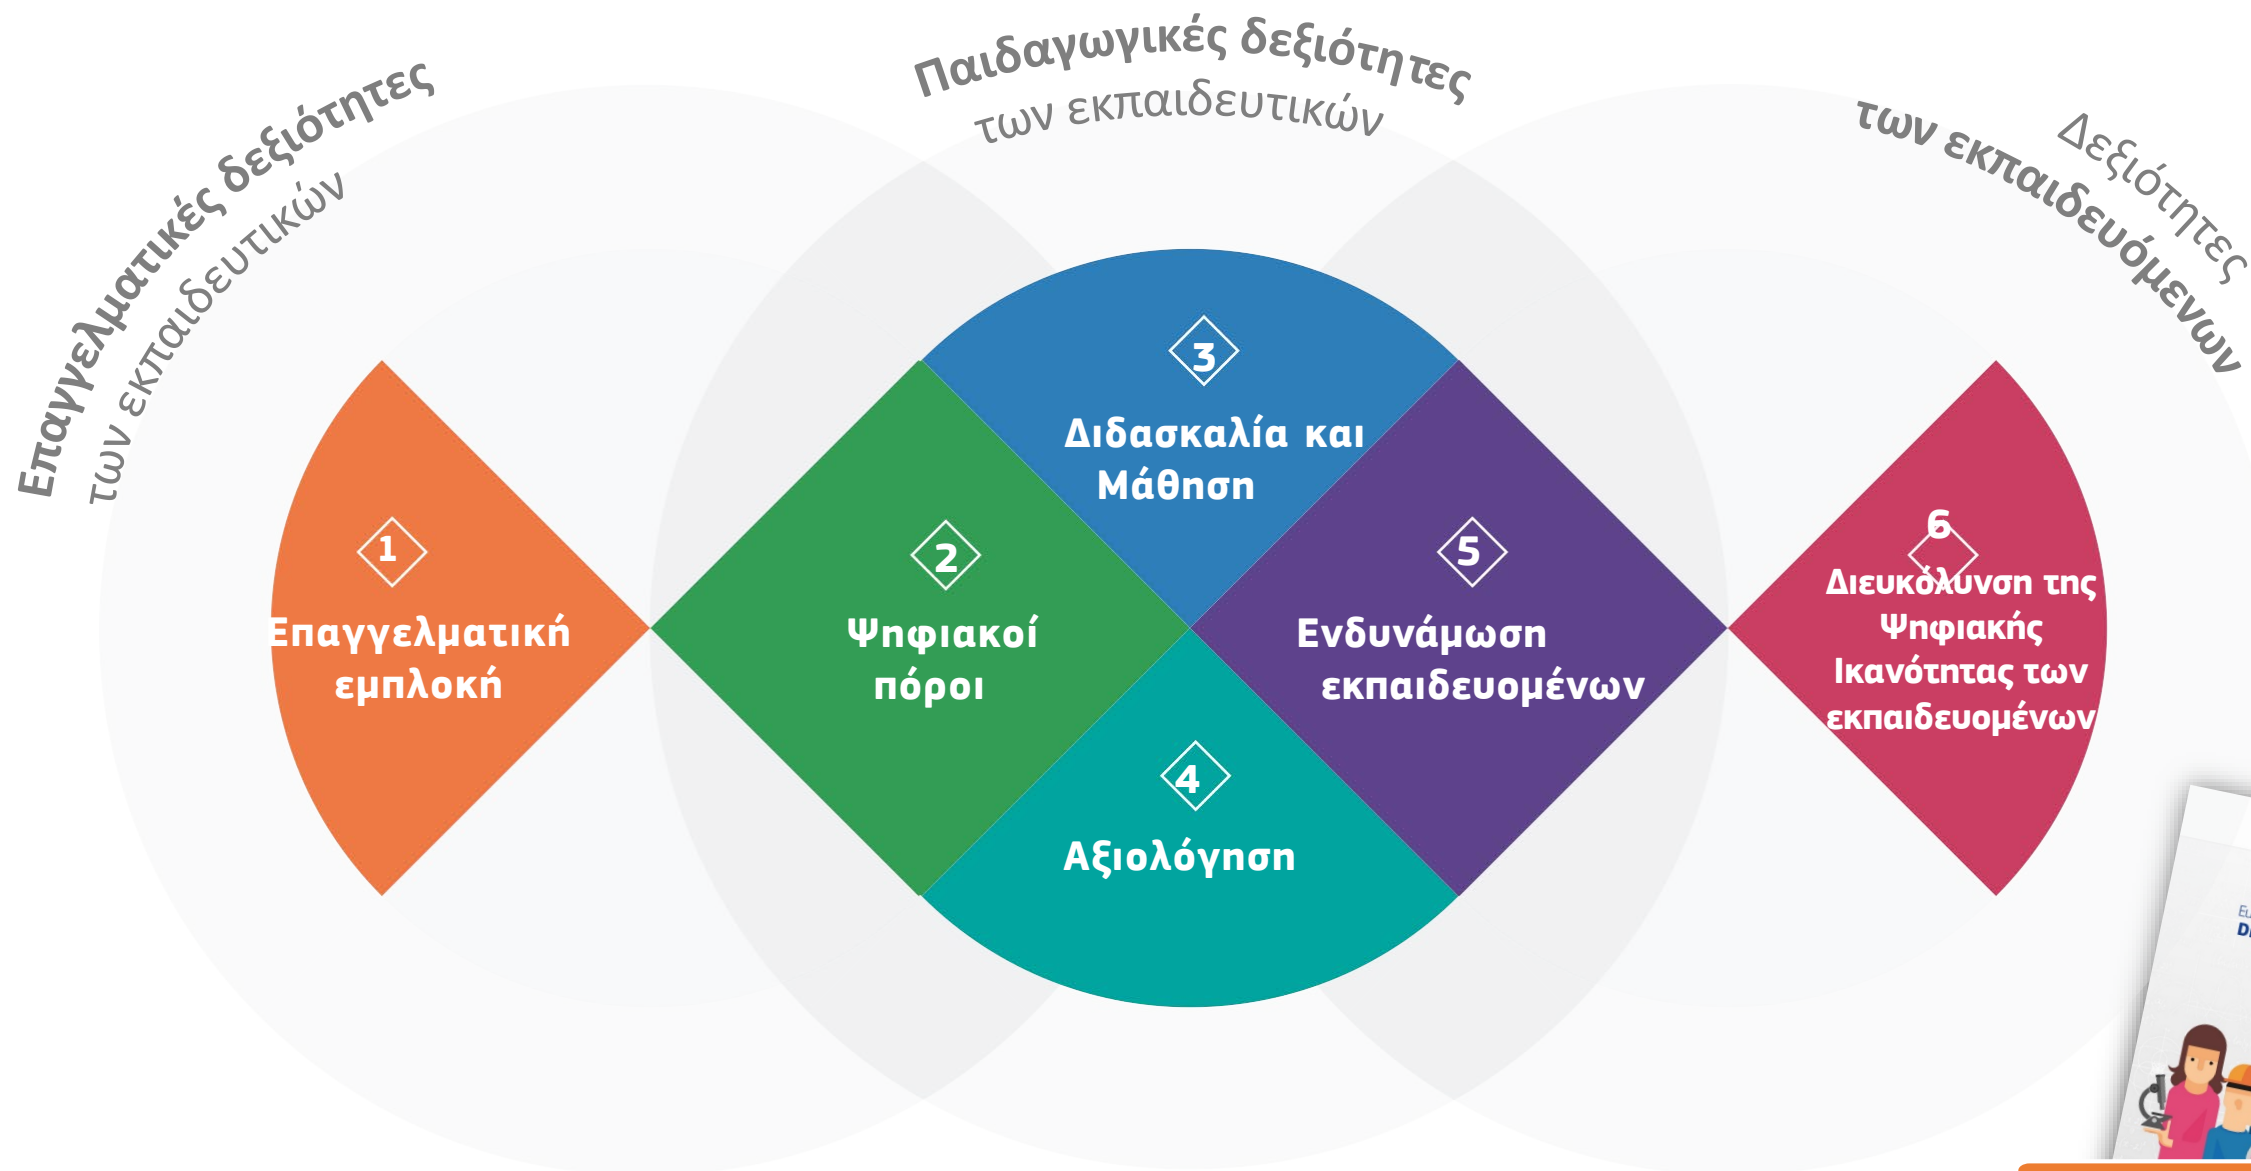 Επαγγελματικές δεξιότητες
των εκπαιδευτικών
Παιδαγωγικές δεξιότητες
των εκπαιδευτικών
Δεξιότητες
των εκπαιδευόμενων
1
Επαγγελματική
εμπλοκή
2
Ψηφιακοί
πόροι
3
Διδασκαλία και
Μάθηση
4
Αξιολόγηση
5
Ενδυνάμωση
εκπαιδευομένων
6
Διευκόλυνση της
Ψηφιακής
Ικανότητας των
εκπαιδευομένων